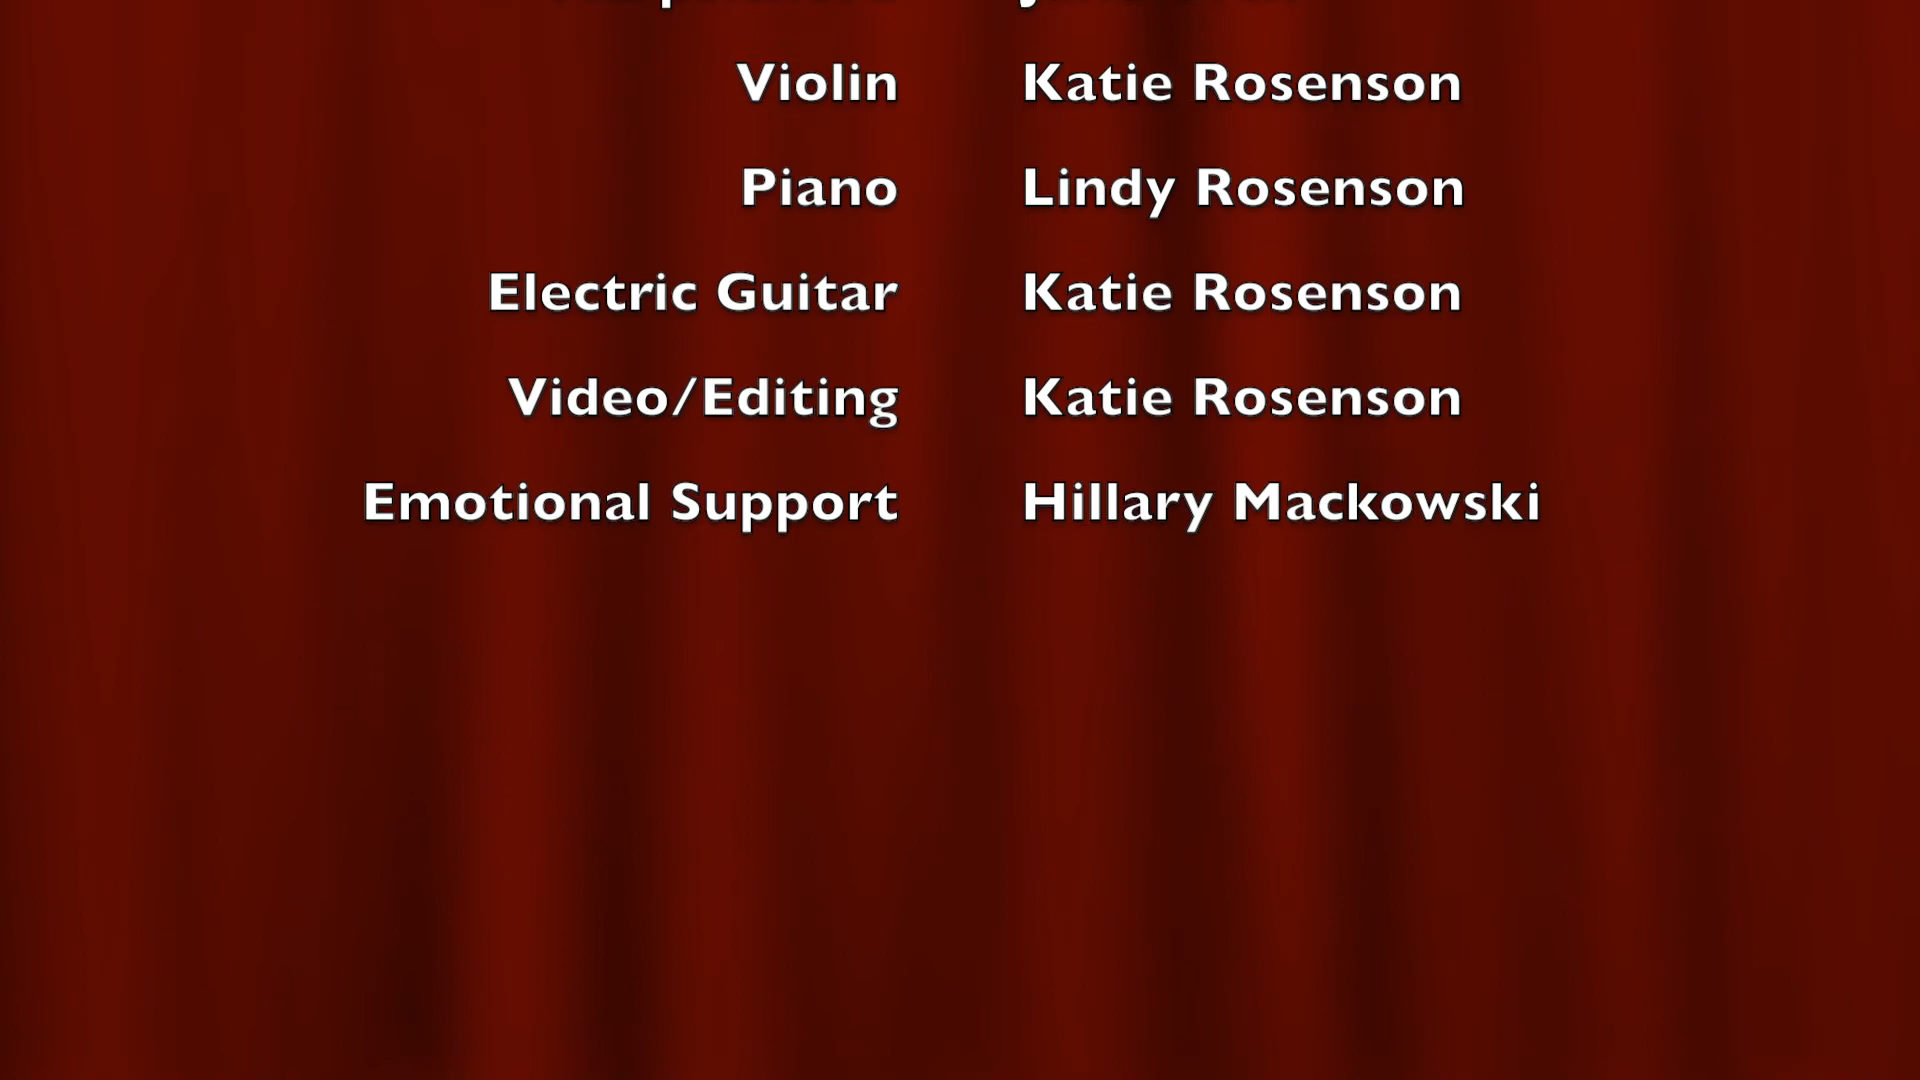 Violin Katie Rosenson
Piano Lindy Rosenson
Electric Guitar Katie Rosenson
Video/Editing Katie Rosenson
Emotional Support Hillary Mackowski